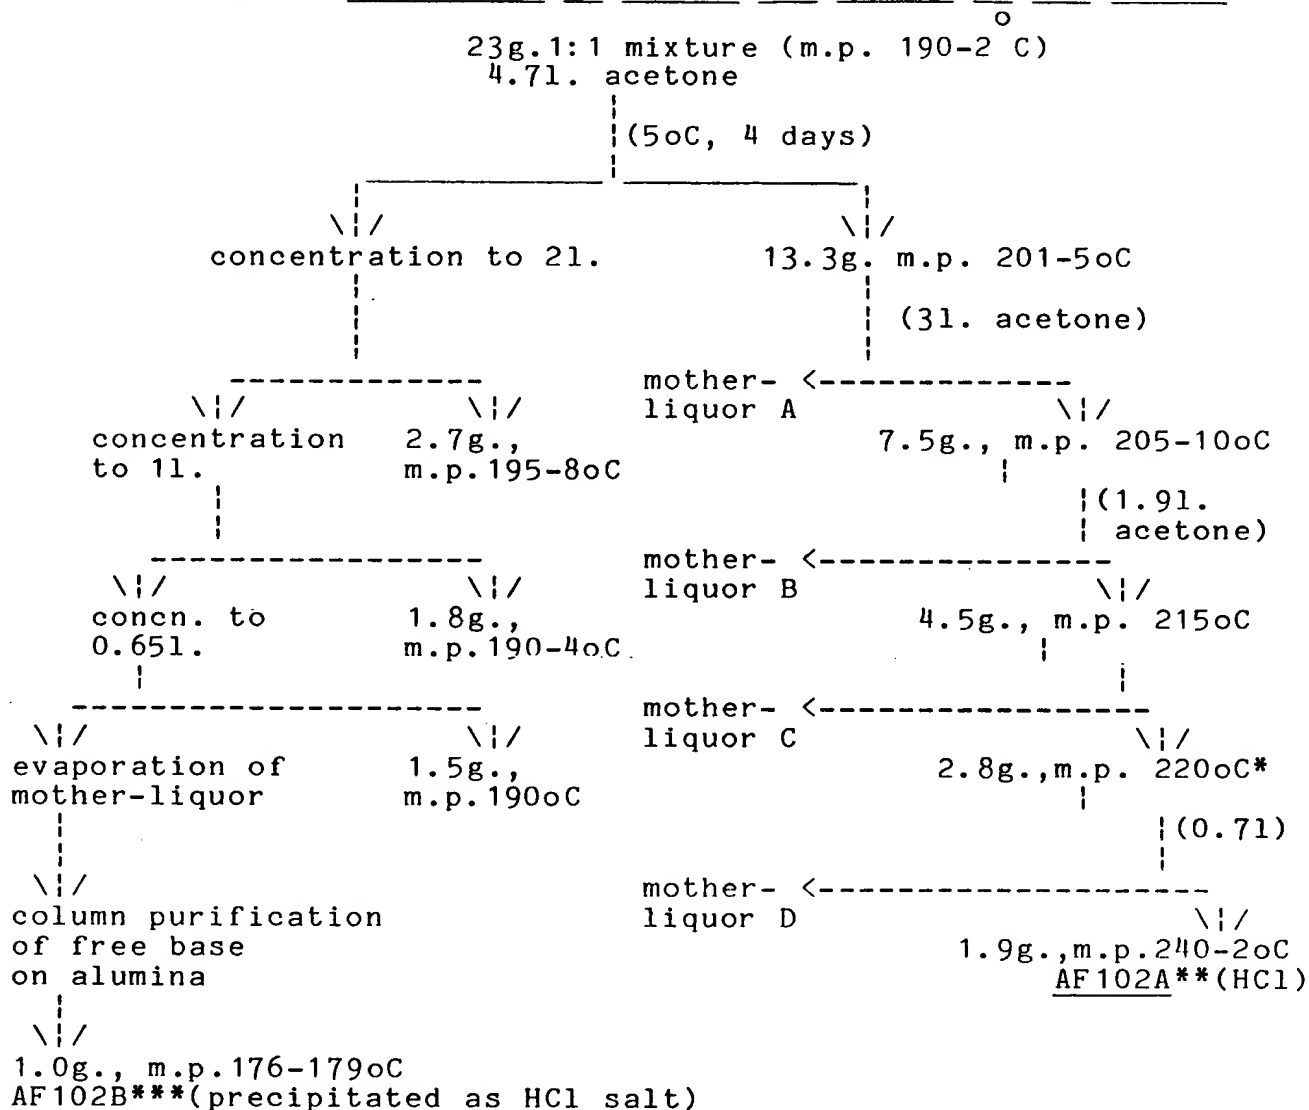 23g.1:1 mixture (m.p. 190-2 oC)
4.7l. acetone
(5oC, 4 days)
concentration to 2l.
13.3g. m.p. 201-5oC
(3l. acetone)
mother-
liquor A
concentration
to 1l.
2.7g.,
m.p.195-8oC
7.5g., m.p. 205-10oC
(1.9l.
acetone)
mother-
liquor B
concn. to
0.65l.
1.8g.,
m.p.190-4oC
4.5g., m.p. 215oC
mother-
liquor C
evaporation of
mother-liquor
1.5g.,
m.p.190oC
2.8g.,m.p. 220oC*
(0.7l)
mother-
liquor D
column purification
of free base
on alumina
1.9g.,m.p.240-2oC
AF102A**(HCl)
1.0g., m.p.176-179oC
AF102B***(precipitated as HCl salt)